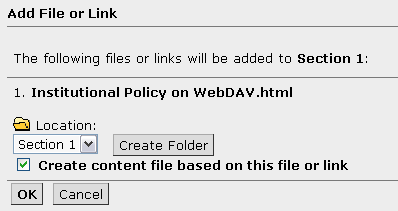 Add File or Link
The following files or links will be added to Section 1:
1. Institutional Policy on WebDAV.html
Location:
Section 1 Create Folder
Create content file based on this file or link
OK Cancel